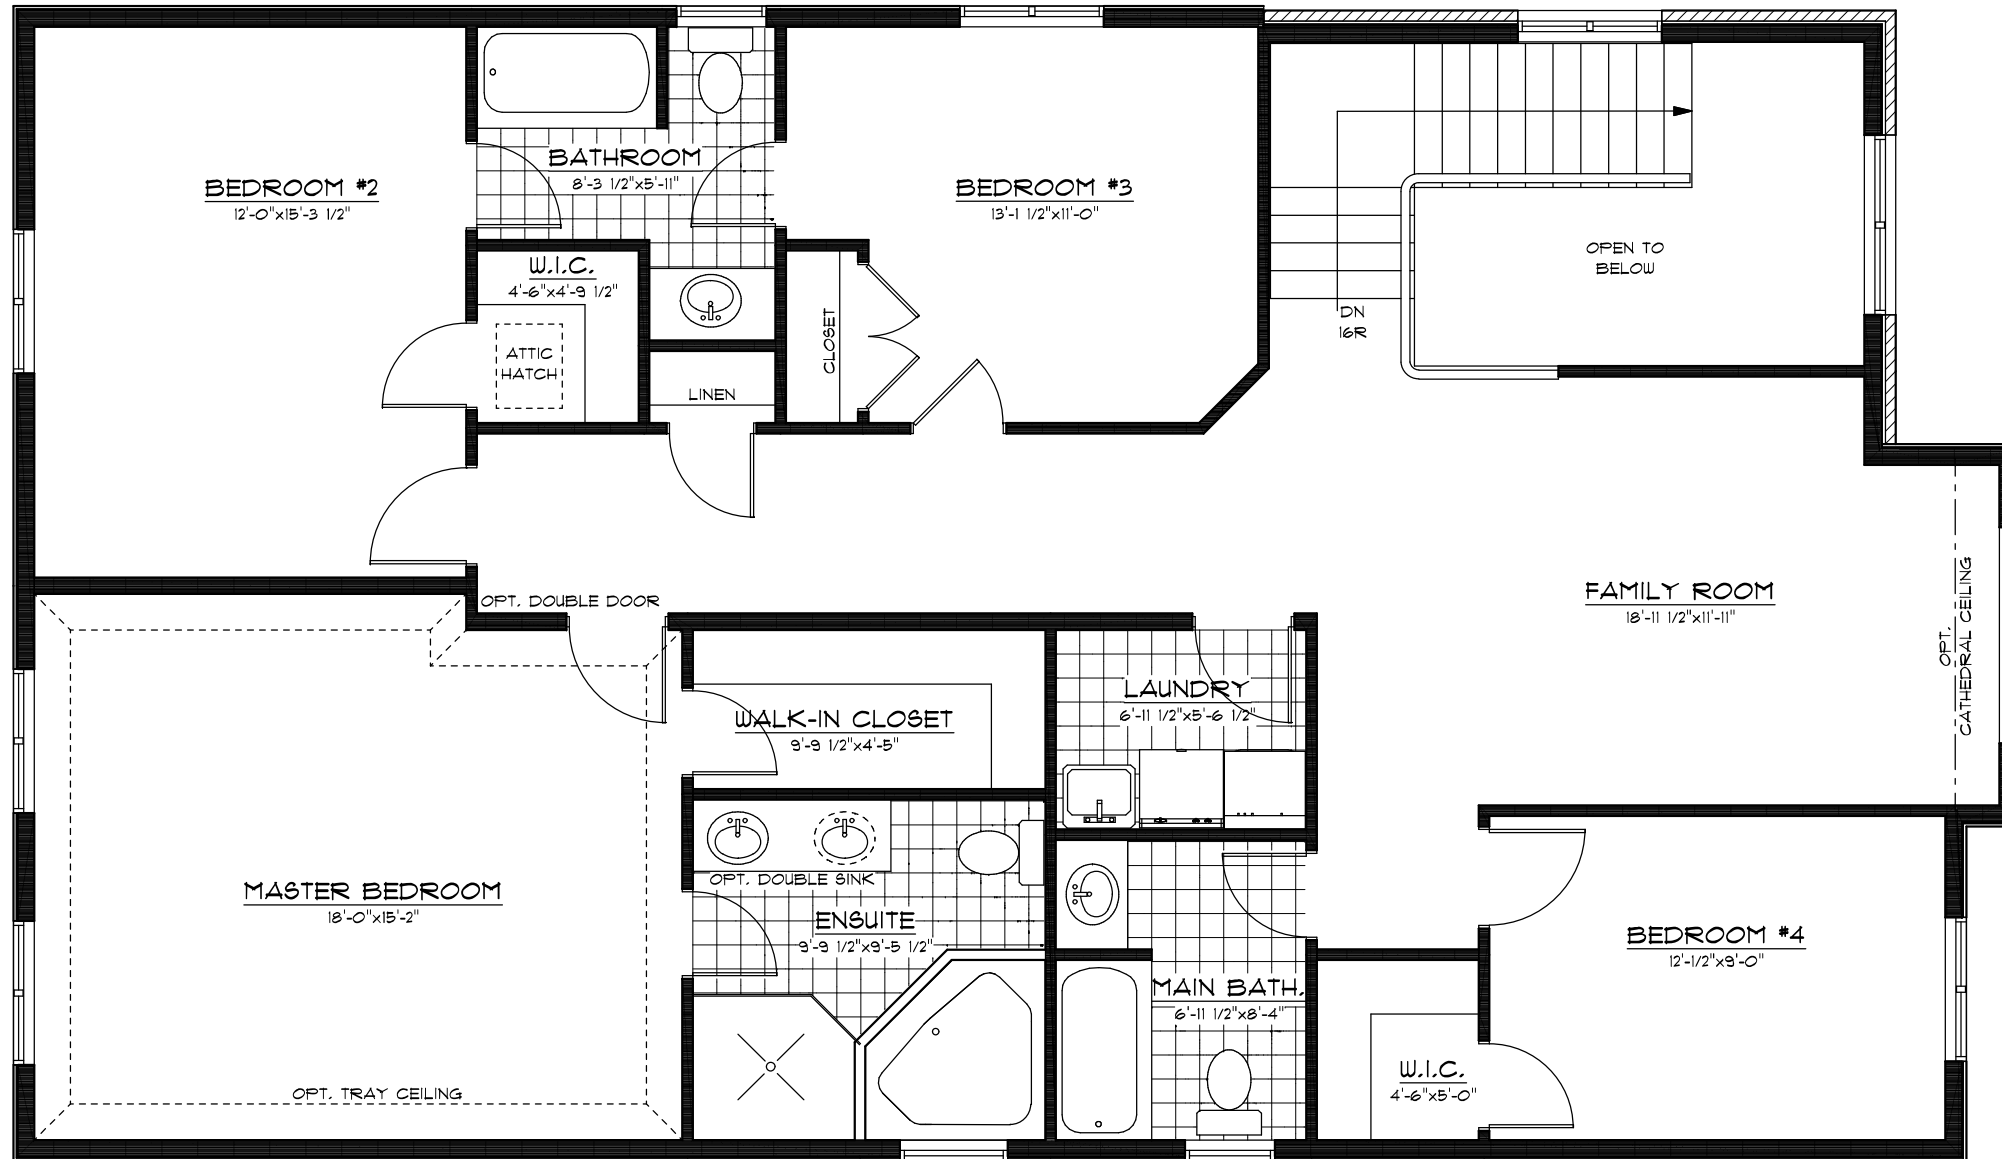 BATHROOM
8'-3 1/2"x5'-11"
BEDROOM #2
12'-0"x15'-3 1/2"
BEDROOM #3
13'-1 1/2"x11'-0"
OPEN TO
BELOW
W.I.C.
4'-6"x4'-9 1/2"
DN
16R
CLOSET
ATTIC
HATCH
LINEN
OPT. DOUBLE DOOR
FAMILY ROOM
18'-11 1/2"x11'-11"
OPT.
CATHEDRAL CEILING
LAUNDRY
6'-11 1/2"x5'-6 1/2"
WALK-IN CLOSET
9'-9 1/2"x4'-5"
MASTER BEDROOM
18'-0"x15'-2"
OPT. DOUBLE SINK
ENSUITE
9'-9 1/2"x9'-5 1/2"
BEDROOM #4
12'-1/2"x9'-0"
MAIN BATH.
6'-11 1/2"x8'-4"
W.I.C.
4'-6"x5'-0"
OPT. TRAY CEILING